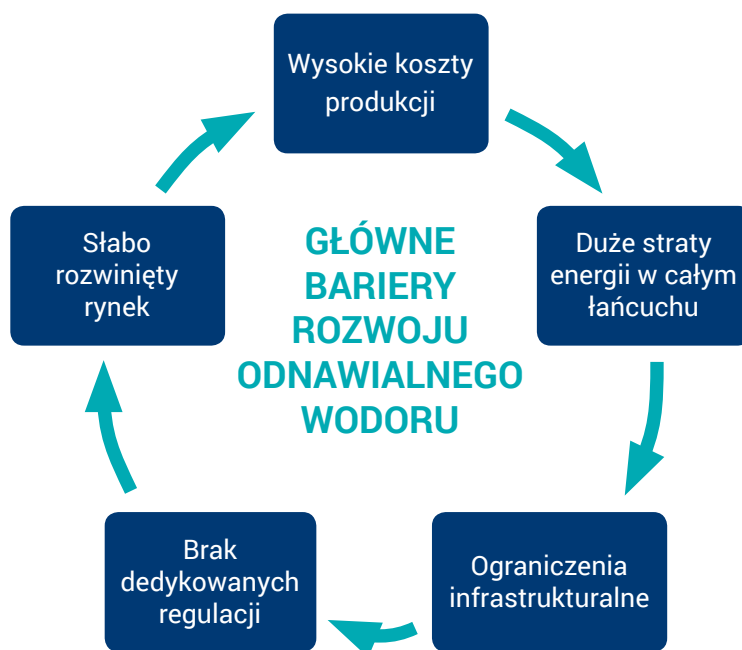 Wysokie koszty
produkcji
Duże straty
energii w całym
łańcuchu
Ograniczenia
infrastrukturalne
Brak
dedykowanych
regulacji
Słabo
rozwinięty
rynek
GŁÓWNE
BARIERY
ROZWOJU
ODNAWIALNEGO
WODORU